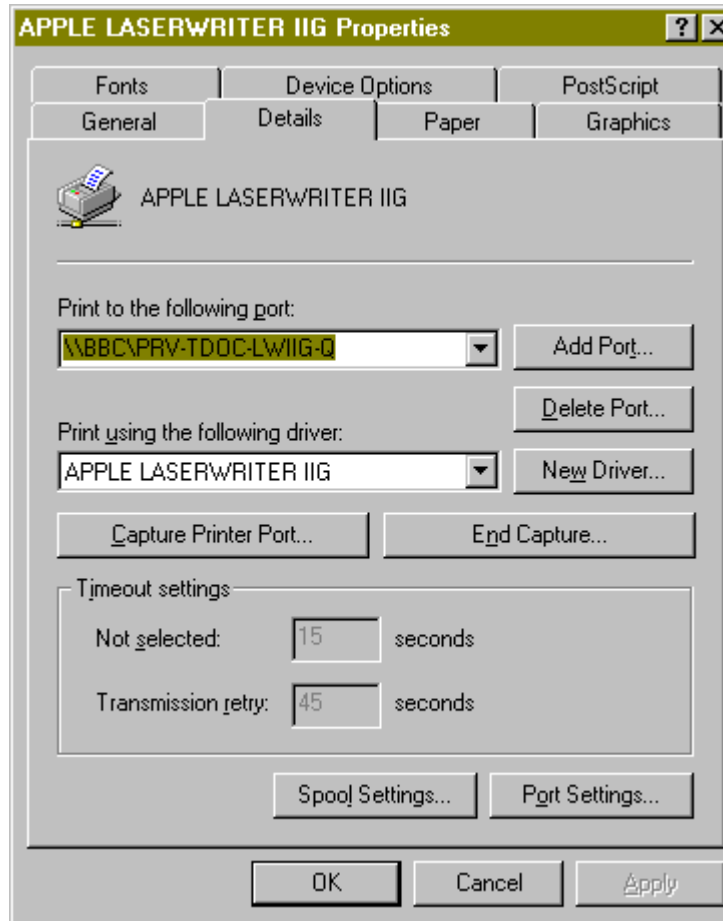 APPLE LASERWRITER IIG Properties
Fonts Device Options PostScript
General Details Paper Graphics
APPLE LASERWRITER IIG
Print to the following port:
\\BBC\PRV-TDOC-LWIIG-Q Add Port...
Delete Port...
Print using the following driver:
APPLE LASERWRITER IIG New Driver...
Capture Printer Port... End Capture...
Timeout settings
Not selected: 15 seconds
Transmission retry: 45 seconds
Spool Settings... Port Settings...
OK Cancel Apply